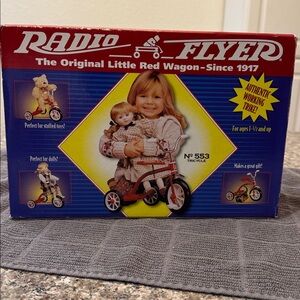 RADIO FLYER
The Original Little Red Wagon-Since 1917
AUTHENTIC
WORKING
TRIKE!
Perfect for stuffed toys!
For ages 1-½ and up
Perfect for dolls!
Nº 553
TRICYCLE
Makes a great gift!